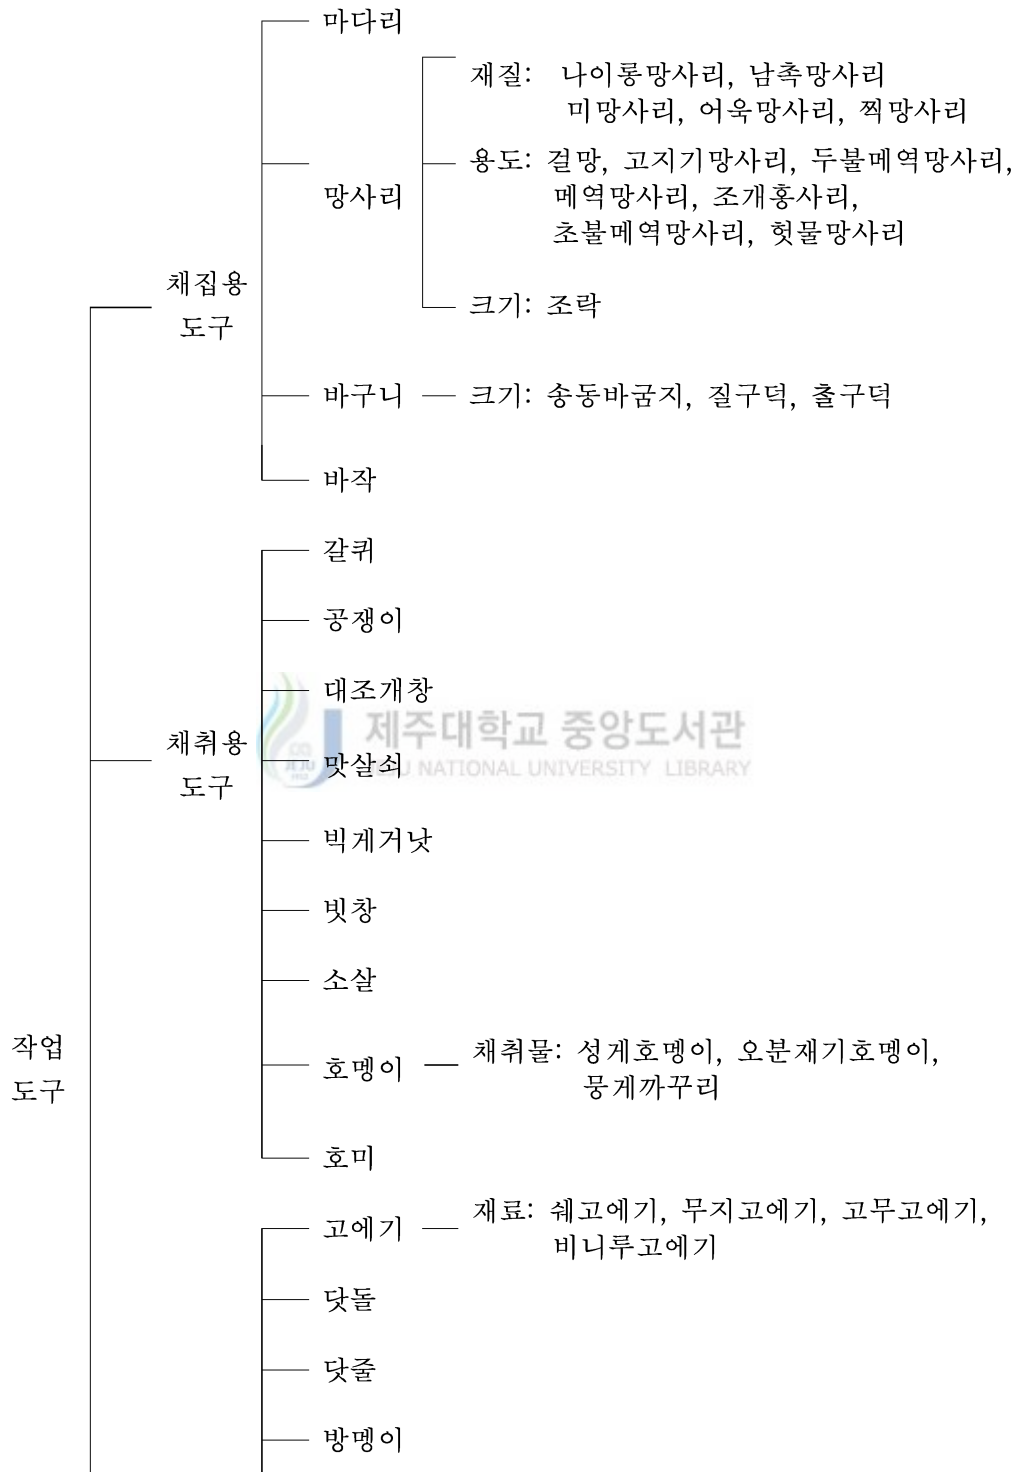 마다리
재질: 나이롱망사리, 남촉망사리
미망사리, 어욱망사리, 찍망사리
용도: 걸망, 고지기망사리, 두불메역망사리,
메역망사리, 조개홍사리,
초불메역망사리, 헛물망사리
망사리
크기: 조락
채집용
도구
바구니
크기: 송동바굼지, 질구덕, 촐구덕
바작
갈퀴
공쟁이
대조개창
제주대학교 중앙도서관
JEJU NATIONAL UNIVERSITY LIBRARY
채취용
도구
맛살쇠
빅게거낫
빗창
소살
작업
도구
호멩이
채취물: 성게호멩이, 오분재기호멩이,
뭉게까꾸리
호미
고에기
재료: 쉐고에기, 무지고에기, 고무고에기,
비니루고에기
닷돌
닷줄
방멩이